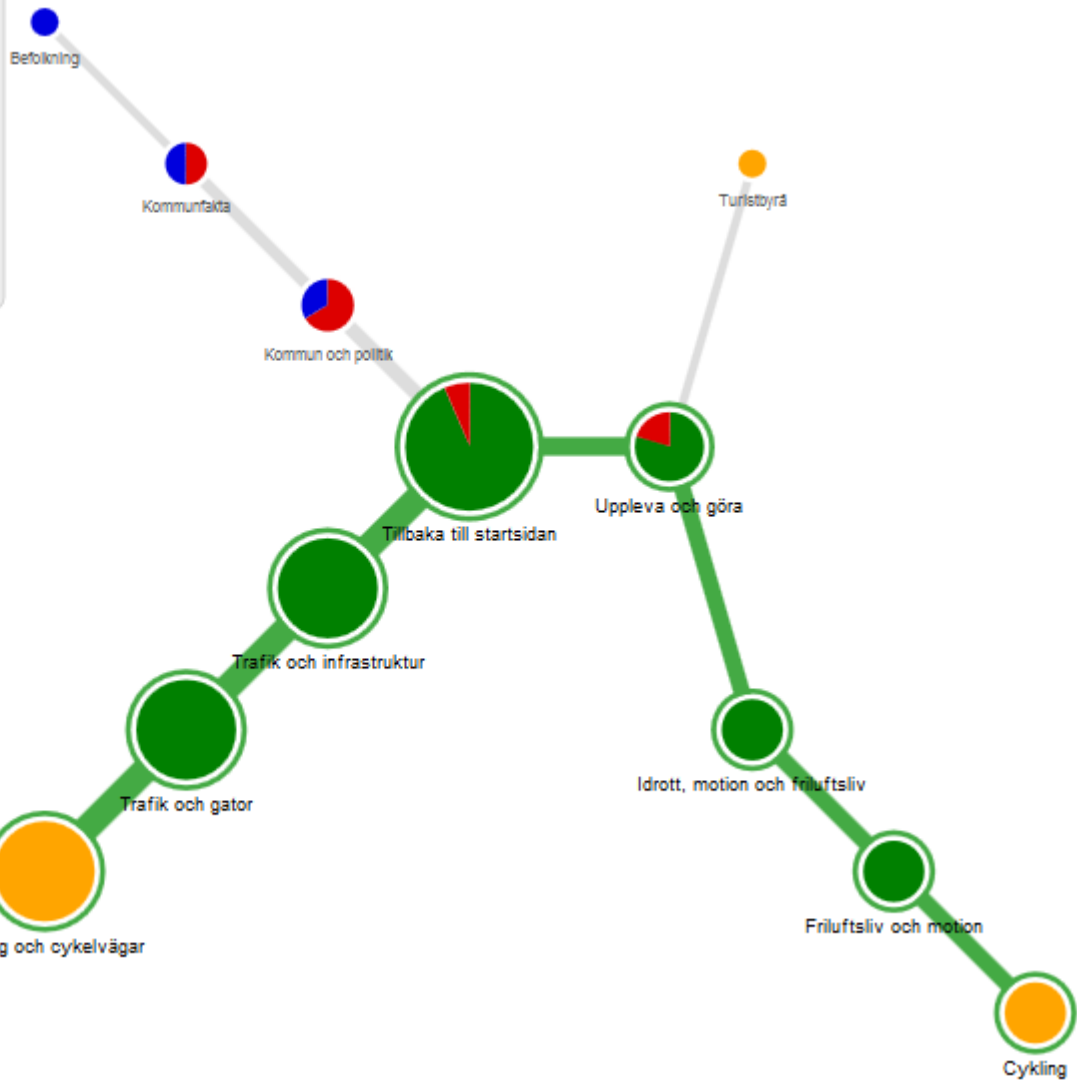 Befolkning
Kommunfakta
Turistbyrå
Kommun och politik
Uppleva och göra
Tillbaka till startsidan
Trafik och infrastruktur
Idrott, motion och friluftsliv
Trafik och gator
Friluftsliv och motion
g och cykelvägar
Cykling